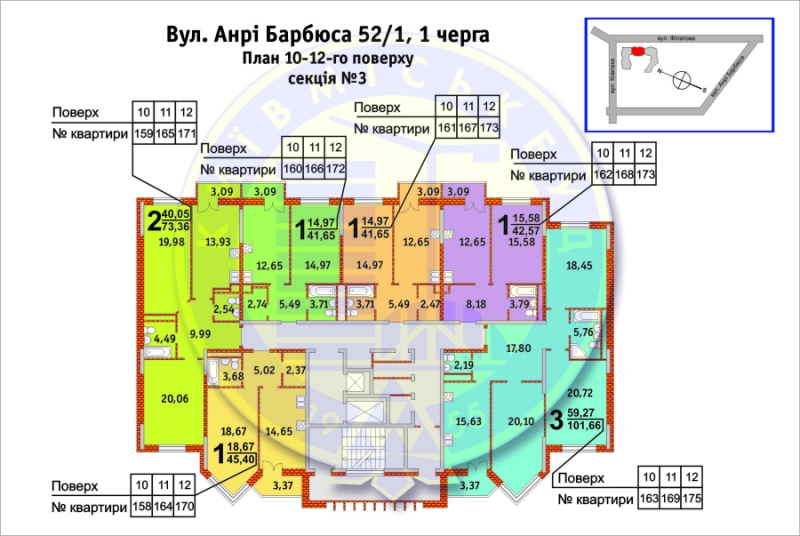 Вул. Анрі Барбюса 52/1, 1 черга
План 10-12-го поверху
секція №3
вул. Філатова
вул. Ковпака
вул. Анрі Барбюса
N
S
Поверх 10 11 12
№ квартири 159 165 171
Поверх 10 11 12
№ квартири 160 166 172
Поверх 10 11 12
№ квартири 161 167 173
Поверх 10 11 12
№ квартири 162 168 173
3,09 3,09 3,09 3,09
2 40,05 73,36
19,98
13,93
1 14,97 41,65
12,65
14,97
1 14,97 41,65
14,97
12,65
1 15,58 42,57
12,65
15,58
18,45
2,54
2,74
5,49
3,71
3,71
5,49
2,47
8,18
3,79
4,49
9,99
5,76
17,80
3,68
5,02
2,37
2,19
20,06
18,67
14,65
15,63
20,10
20,72
1 18,67 45,40
3 59,27 101,66
3,37
3,37
Поверх 10 11 12
№ квартири 158 164 170
Поверх 10 11 12
№ квартири 163 169 175
КИЇВМІСЬКБУД
1955